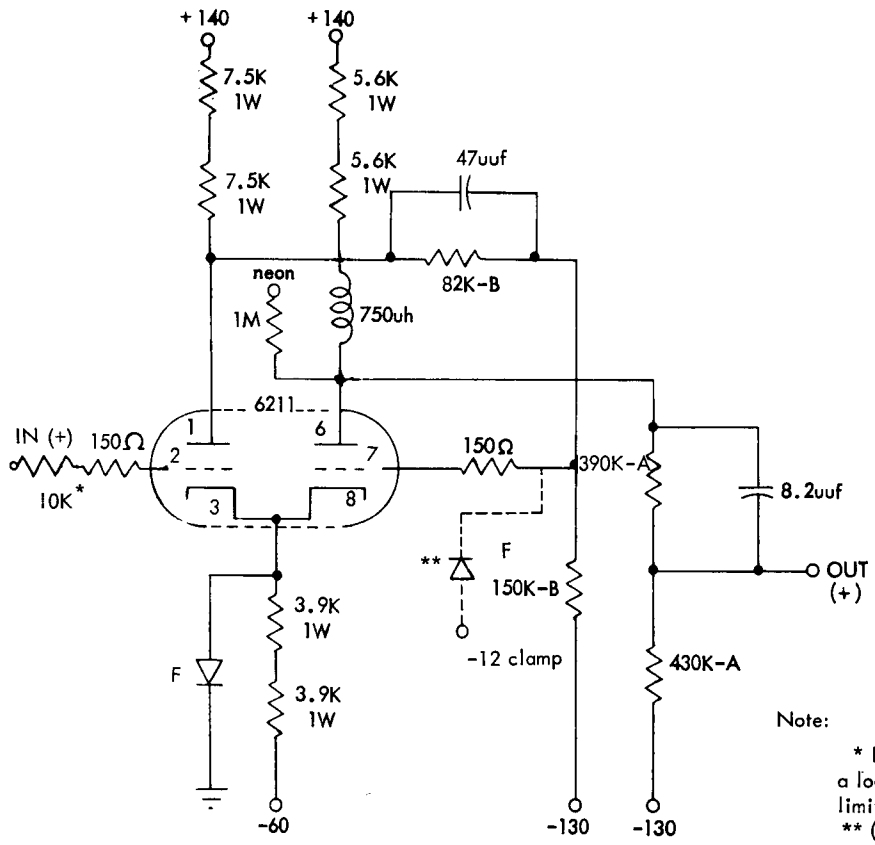 +140
+140
7.5K
1W
5.6K
1W
7.5K
1W
5.6K
1W
47uuf
82K-B
neon
1M
750uh
6211
1
6
IN (+)
150Ω
2
7
150Ω
390K-A
10K*
3
8
8.2uuf
**
F
150K-B
OUT
(+)
3.9K
1W
-12 clamp
F
430K-A
3.9K
1W
Note:
*
a
limi
** (
-60
-130
-130